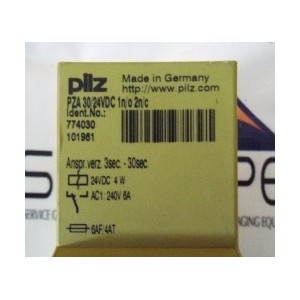 pilz
Made in Germany
http://
www.pilz.com
PZA 30/24VDC 1n/o 2n/c
Ident.No.:
774030
101961
Anspr.verz. 3sec. - 30sec.
24VDC 4 W
AC1: 240V 6A
6AF/4AT